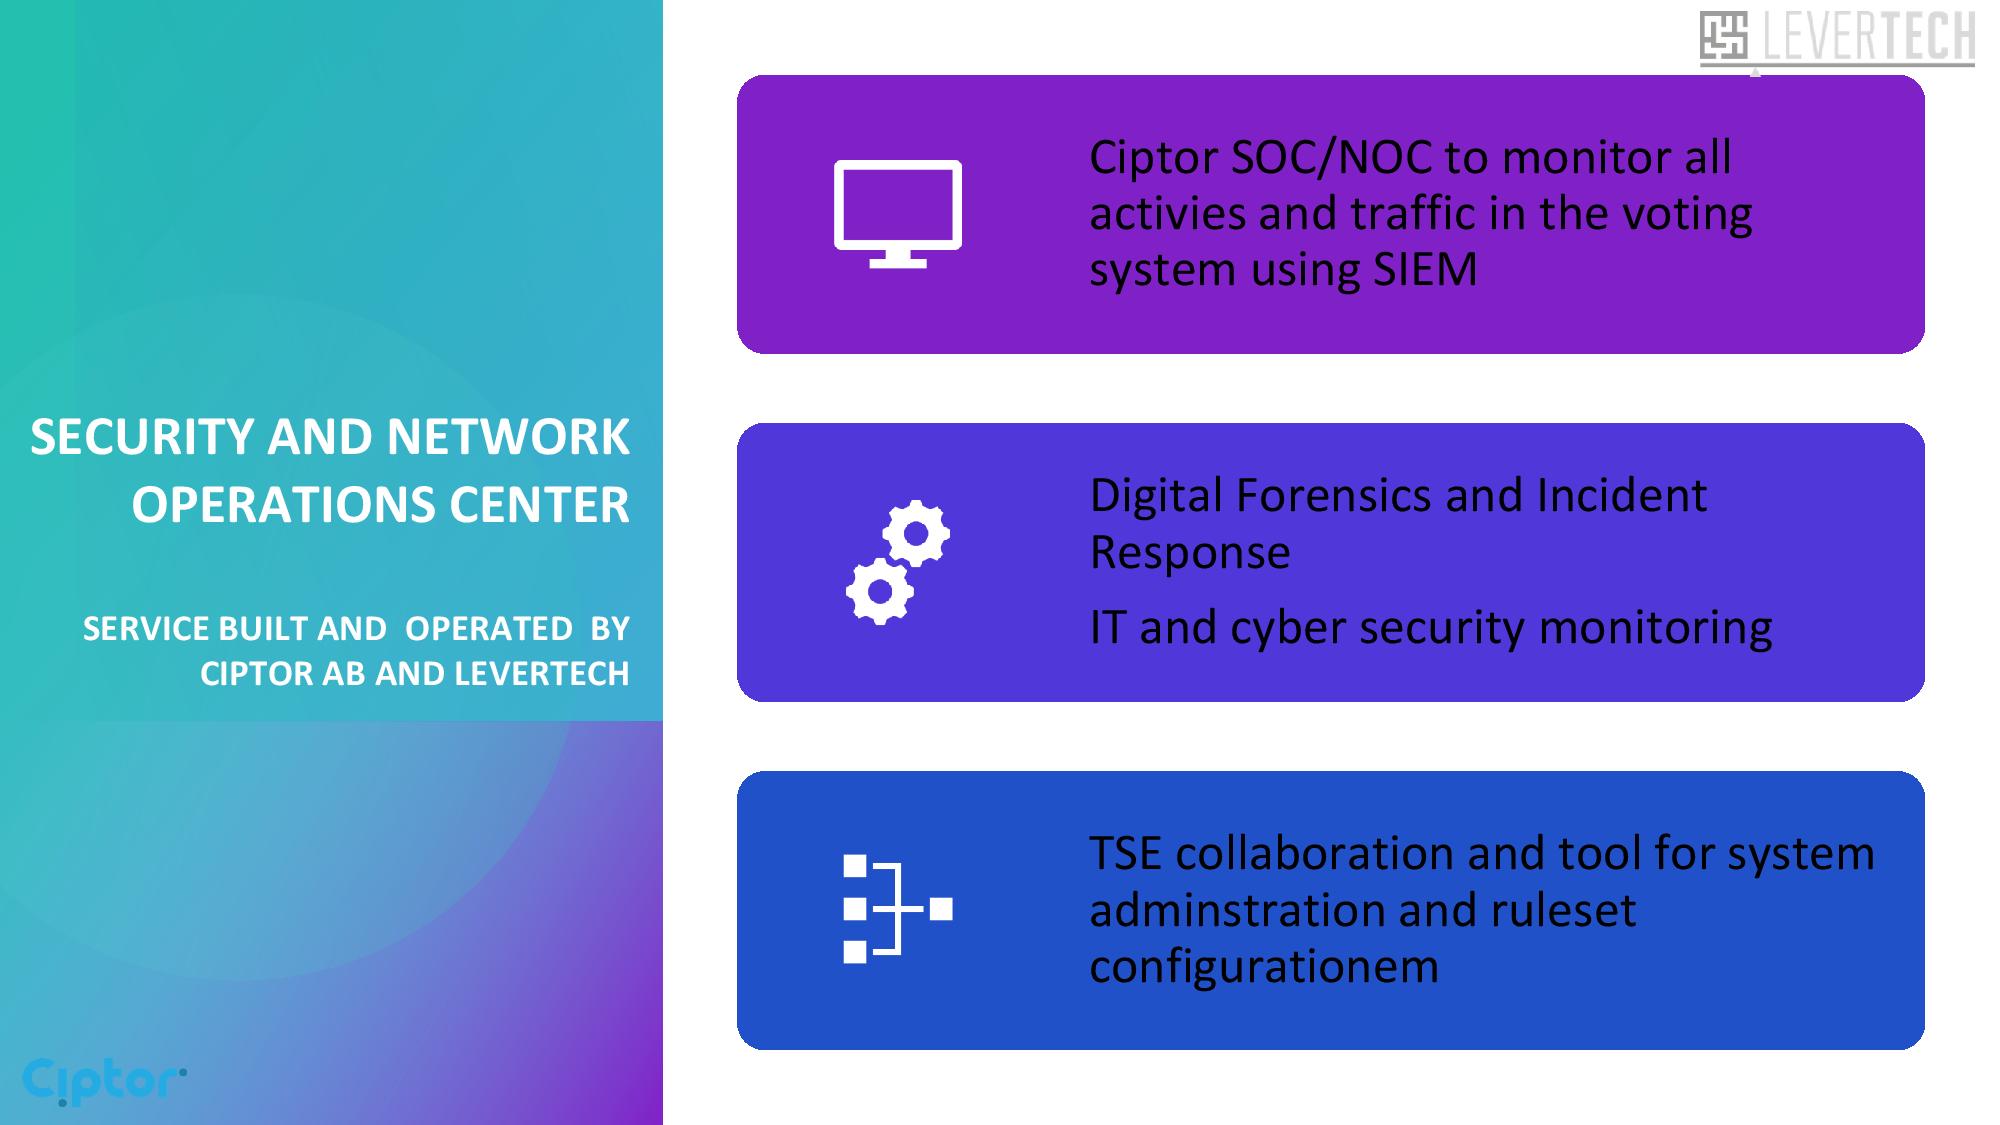 LEVERTECH
SECURITY AND NETWORK
OPERATIONS CENTER
SERVICE BUILT AND OPERATED BY
CIPTOR AB AND LEVERTECH
Ciptor
Ciptor SOC/NOC to monitor all
activies and traffic in the voting
system using SIEM
Digital Forensics and Incident
Response
IT and cyber security monitoring
TSE collaboration and tool for system
adminstration and ruleset
configurationem